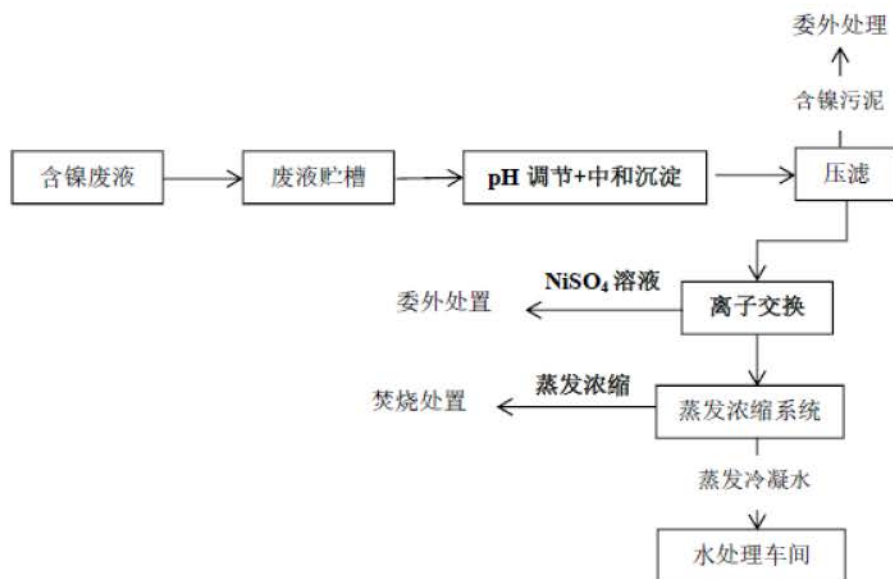 委外处理
含镍污泥
含镍废液
废液贮槽
pH 调节+中和沉淀
压滤
NiSO₄ 溶液
委外处置
离子交换
蒸发浓缩
焚烧处置
蒸发浓缩系统
蒸发冷凝水
水处理车间